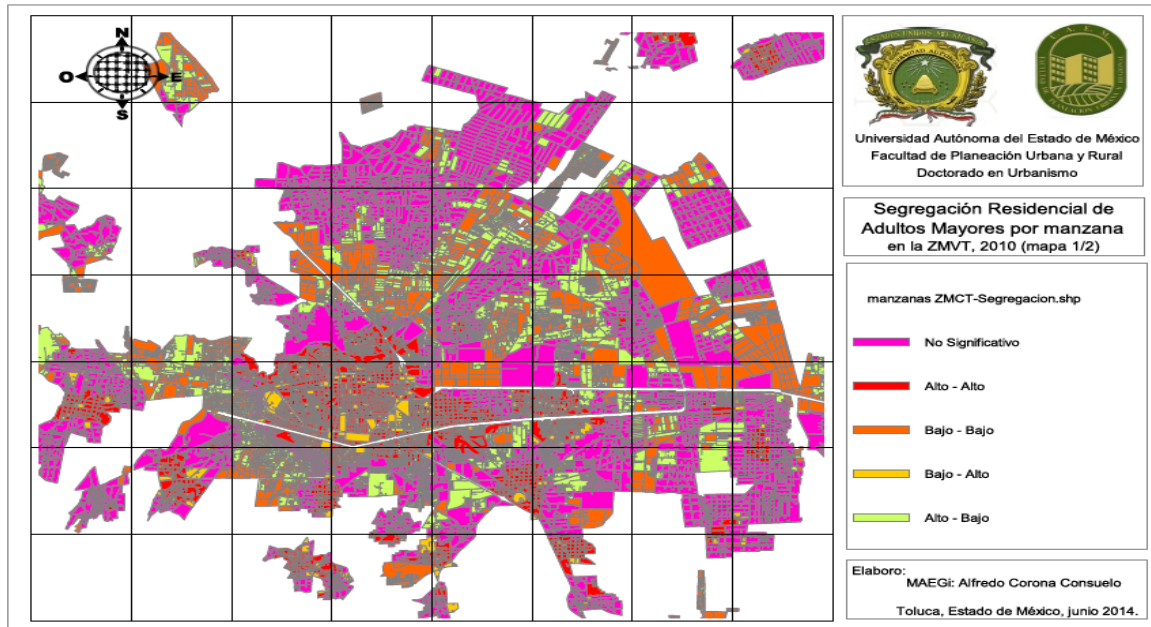 N
O
E
S
1
Universidad Autónoma del Estado de México
Facultad de Planeación Urbana y Rural
Doctorado en Urbanismo
Segregación Residencial de
Adultos Mayores por manzana
en la ZMVT, 2010 (mapa 1/2)
manzanas ZMCT-Segregacion.shp
No Significativo
Alto - Alto
Bajo - Bajo
Bajo - Alto
Alto - Bajo
Elaboro:
MAEGi: Alfredo Corona Consuelo
Toluca, Estado de México, junio 2014.